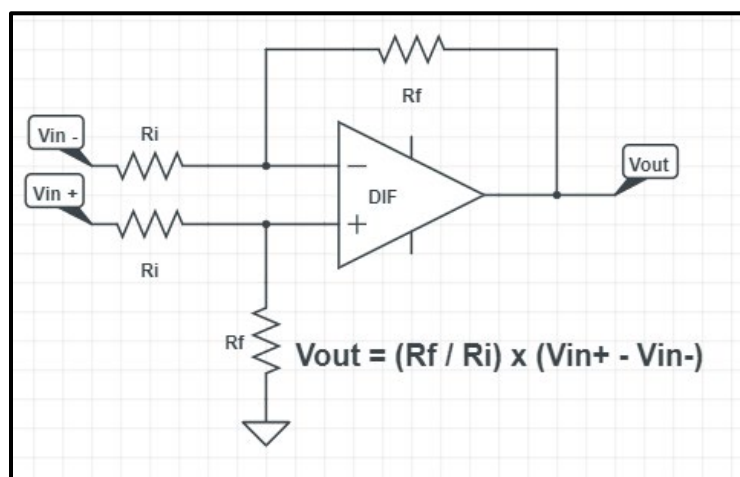 Rf
Vin -
Ri
Vout
Vin +
DIF
Ri
Rf
Vout = (Rf / Ri) x (Vin+ - Vin-)